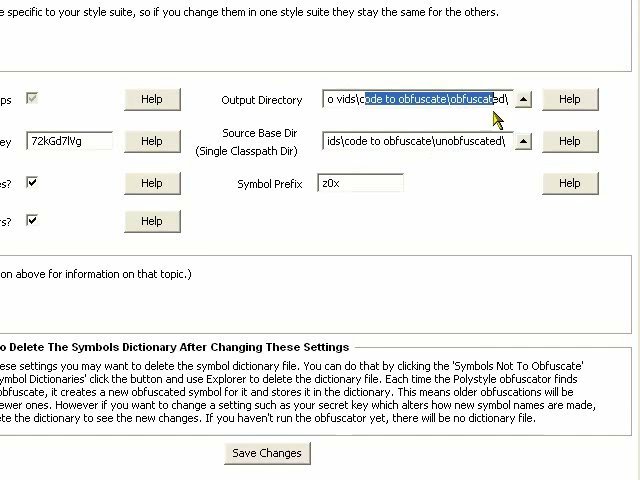 e specific to your style suite, so if you change them in one style suite they stay the same for the others.
ps Help Output Directory o vids\code to obfuscate\obfuscated\ Help
ey 72kGd7lVg Help Source Base Dir ids\code to obfuscate\unobfuscated\ Help
(Single Classpath Dir)
es? Help Symbol Prefix z0x Help
rs? Help
on above for information on that topic.)
o Delete The Symbols Dictionary After Changing These Settings
ese settings you may want to delete the symbol dictionary file. You can do that by clicking the 'Symbols Not To Obfuscate'
ymbol Dictionaries' click the button and use Explorer to delete the dictionary file. Each time the Polystyle obfuscator finds
obfuscate, it creates a new obfuscated symbol for it and stores it in the dictionary. This means older obfuscations will be
ewer ones. However if you want to change a setting such as your secret key which alters how new symbol names are made,
ete the dictionary to see the new changes. If you haven't run the obfuscator yet, there will be no dictionary file.
Save Changes